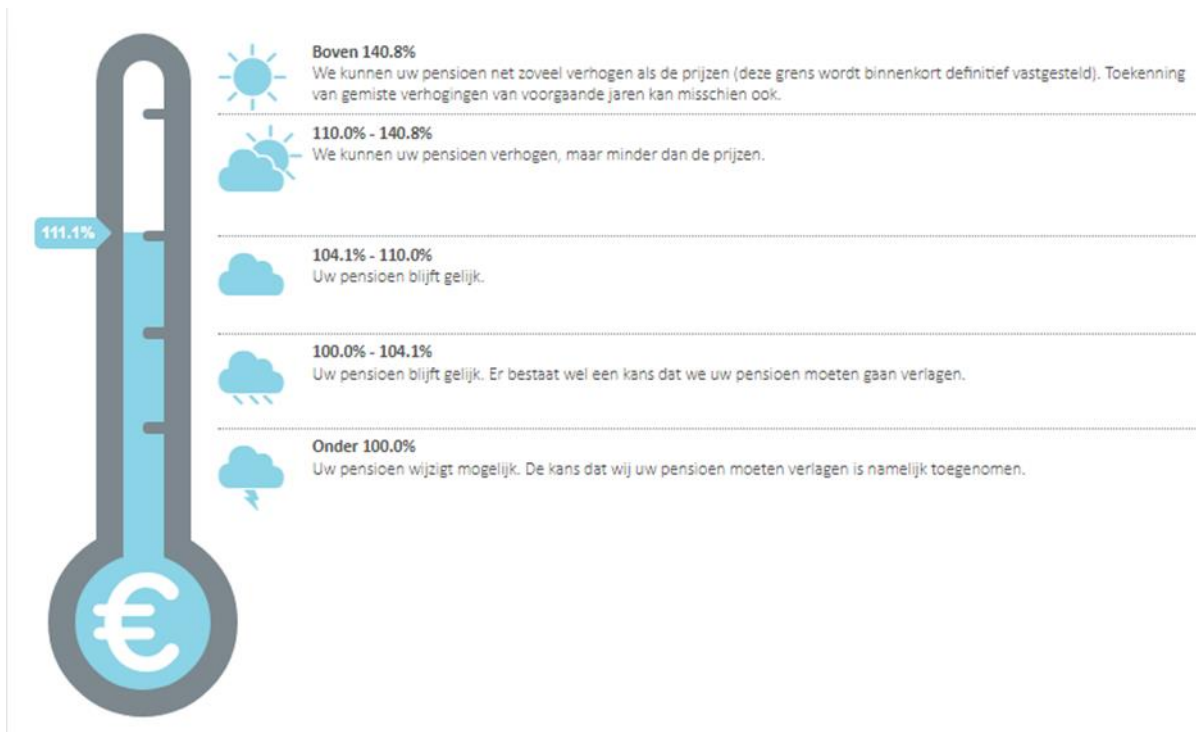 Boven 140.8%
We kunnen uw pensioen net zoveel verhogen als de prijzen (deze grens wordt binnenkort definitief vastgesteld). Toekenning
van gemiste verhogingen van voorgaande jaren kan misschien ook.
110.0% - 140.8%
We kunnen uw pensioen verhogen, maar minder dan de prijzen.
111.1%
104.1% - 110.0%
Uw pensioen blijft gelijk.
100.0% - 104.1%
Uw pensioen blijft gelijk. Er bestaat wel een kans dat we uw pensioen moeten gaan verlagen.
Onder 100.0%
Uw pensioen wijzigt mogelijk. De kans dat wij uw pensioen moeten verlagen is namelijk toegenomen.
€